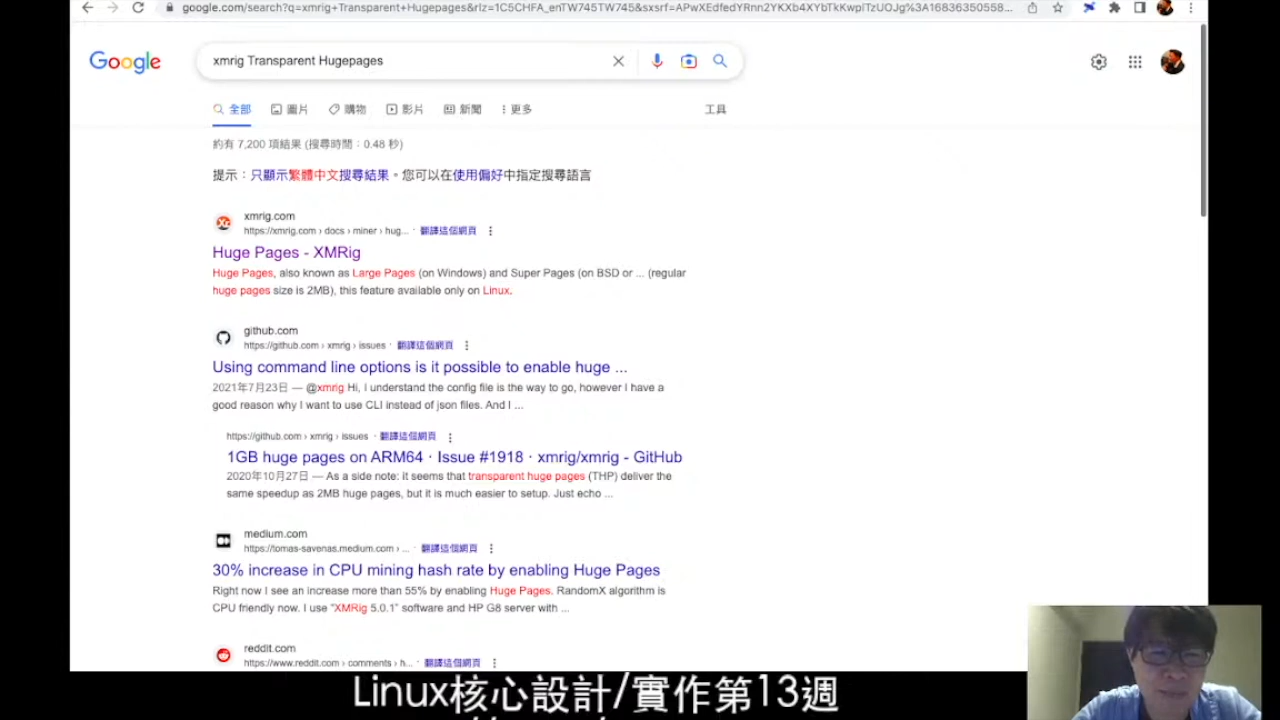 google.com/search?q=xmrig+Transparent+Hugepages&rlz=1C5CHFA_enTW745TW745&sxsrf=APwXEdfedYRnn2YKXb4XYbTkKwplTzUOJg%3A16836350558...
Google
xmrig Transparent Hugepages
全部 圖片 購物 影片 新聞 更多 工具
約有 7,200 項結果 (搜尋時間：0.48 秒)
提示：只顯示繁體中文搜尋結果。您可以在使用偏好中指定搜尋語言
xmrig.com
https://xmrig.com › docs › miner › hug... · 翻譯這個網頁
Huge Pages - XMRig
Huge Pages, also known as Large Pages (on Windows) and Super Pages (on BSD or ... (regular
huge pages size is 2MB), this feature available only on Linux.
github.com
https://github.com › xmrig › issues · 翻譯這個網頁
Using command line options is it possible to enable huge ...
2021年7月23日 — @xmrig Hi, I understand the config file is the way to go, however I have a
good reason why I want to use CLI instead of json files. And I ...
https://github.com › xmrig › issues · 翻譯這個網頁
1GB huge pages on ARM64 · Issue #1918 · xmrig/xmrig - GitHub
2020年10月27日 — As a side note: it seems that transparent huge pages (THP) deliver the
same speedup as 2MB huge pages, but it is much easier to setup. Just echo ...
medium.com
https://tomas-savenas.medium.com › ... · 翻譯這個網頁
30% increase in CPU mining hash rate by enabling Huge Pages
Right now I see an increase more than 55% by enabling Huge Pages. RandomX algorithm is
CPU friendly now. I use "XMRig 5.0.1" software and HP G8 server with ...
reddit.com
https://www.reddit.com › comments › h... · 翻譯這個網頁
Linux核心設計/實作第13週